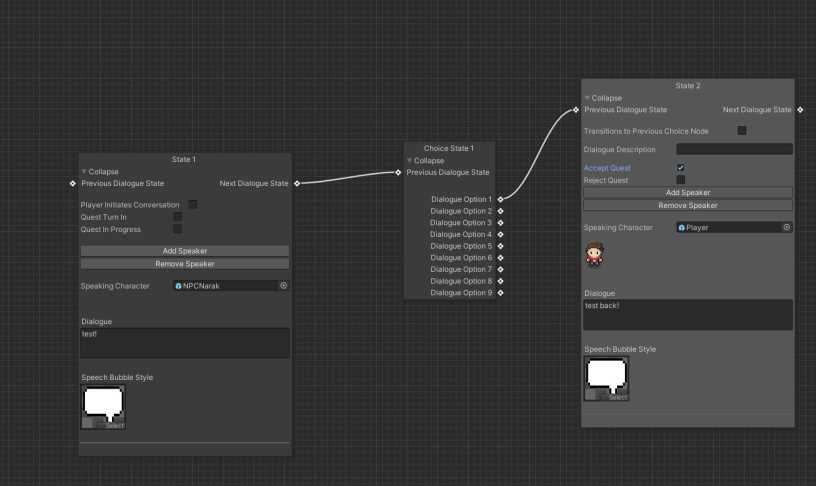 State 1
Collapse
Previous Dialogue State Next Dialogue State
Player Initiates Conversation
Quest Turn In
Quest In Progress
Add Speaker
Remove Speaker
Speaking Character NPCNarak
Dialogue
test!
Speech Bubble Style
Select
Choice State 1
Collapse
Previous Dialogue State
Dialogue Option 1
Dialogue Option 2
Dialogue Option 3
Dialogue Option 4
Dialogue Option 5
Dialogue Option 6
Dialogue Option 7
Dialogue Option 8
Dialogue Option 9
State 2
Collapse
Previous Dialogue State Next Dialogue State
Transitions to Previous Choice Node
Dialogue Description
Accept Quest
Reject Quest
Add Speaker
Remove Speaker
Speaking Character Player
Dialogue
test back!
Speech Bubble Style
Select